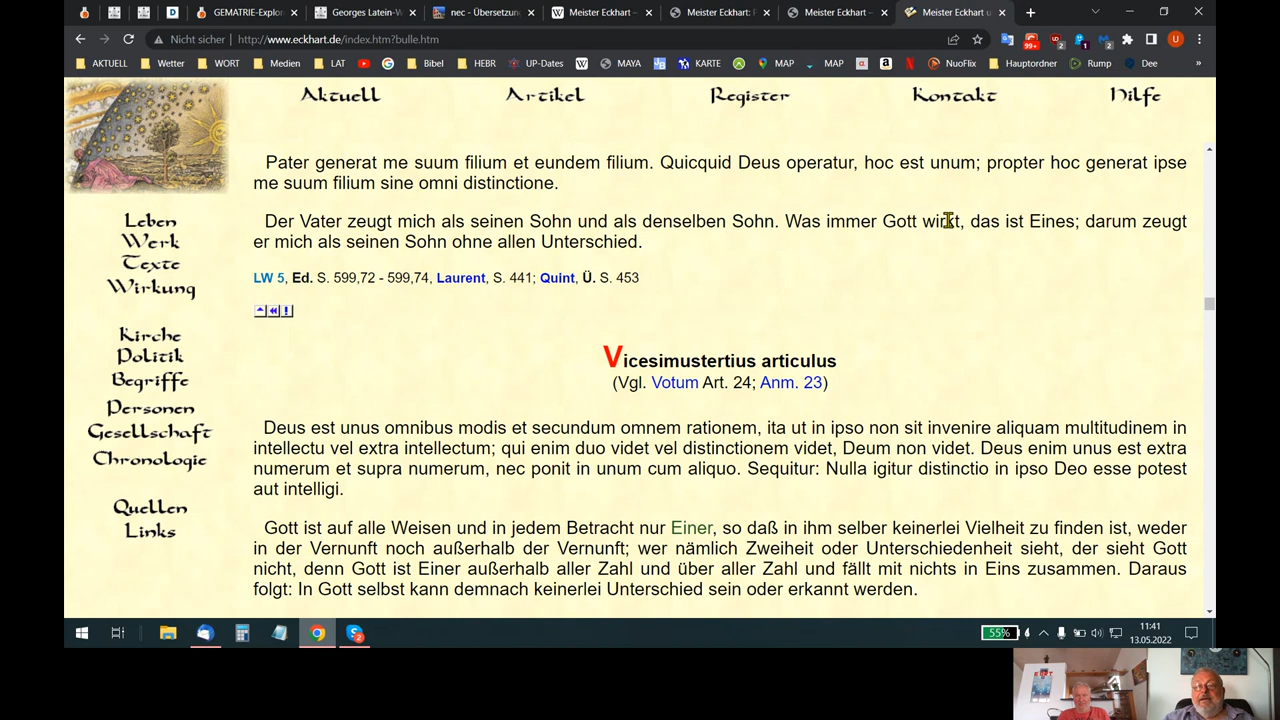 GEMATRIE-Explor
Georges Latein-W
nec - Übersetzun
Meister Eckhart –
Meister Eckhart: F
Meister Eckhart –
Meister Eckhart u
Nicht sicher | http://www.eckhart.de/index.htm?bulle.htm
AKTUELL Wetter WORT Medien LAT Bibel HEBR UP-Dates MAYA KARTE MAP MAP NuoFlix Hauptordner Rump Dee »
Aktuell Artikel Register Kontakt Hilfe
Leben
Werk
Texte
Wirkung
Kirche
Politik
Begriffe
Personen
Gesellschaft
Chronologie
Quellen
Links
Pater generat me suum filium et eundem filium. Quicquid Deus operatur, hoc est unum; propter hoc generat ipse
me suum filium sine omni distinctione.
Der Vater zeugt mich als seinen Sohn und als denselben Sohn. Was immer Gott wirkt, das ist Eines; darum zeugt
er mich als seinen Sohn ohne allen Unterschied.
LW 5, Ed. S. 599,72 - 599,74, Laurent, S. 441; Quint, Ü. S. 453
Vicesimustertius articulus
(Vgl. Votum Art. 24; Anm. 23)
Deus est unus omnibus modis et secundum omnem rationem, ita ut in ipso non sit invenire aliquam multitudinem in
intellectu vel extra intellectum; qui enim duo videt vel distinctionem videt, Deum non videt. Deus enim unus est extra
numerum et supra numerum, nec ponit in unum cum aliquo. Sequitur: Nulla igitur distinctio in ipso Deo esse potest
aut intelligi.
Gott ist auf alle Weisen und in jedem Betracht nur Einer, so daß in ihm selber keinerlei Vielheit zu finden ist, weder
in der Vernunft noch außerhalb der Vernunft; wer nämlich Zweiheit oder Unterschiedenheit sieht, der sieht Gott
nicht, denn Gott ist Einer außerhalb aller Zahl und über aller Zahl und fällt mit nichts in Eins zusammen. Daraus
folgt: In Gott selbst kann demnach keinerlei Unterschied sein oder erkannt werden.
55%
11:41
13.05.2022